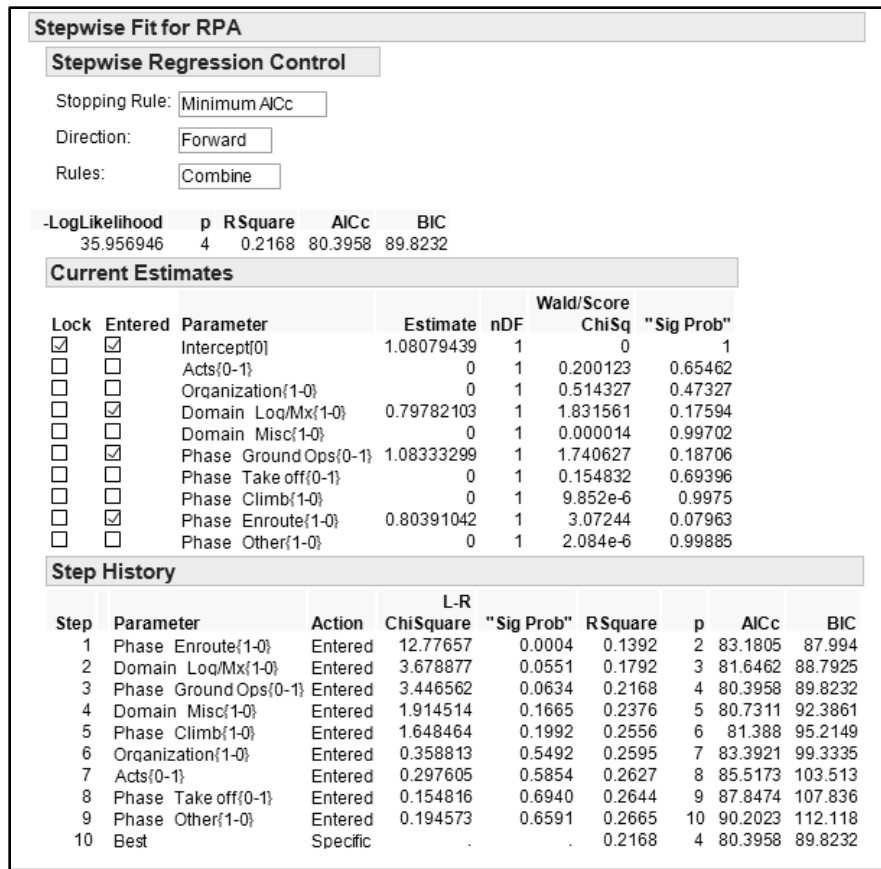 Stepwise Fit for RPA
Stepwise Regression Control
Stopping Rule: Minimum AICc
Direction: Forward
Rules: Combine
-LogLikelihood p RSquare AICc BIC
35.956946 4 0.2168 80.3958 89.8232
Current Estimates
Wald/Score
Lock Entered Parameter Estimate nDF ChiSq "Sig Prob"
Intercept[0] 1.08079439 1 0 1
Acts{0-1} 0 1 0.200123 0.65462
Organization{1-0} 0 1 0.514327 0.47327
Domain Log/Mx{1-0} 0.79782103 1 1.831561 0.17594
Domain Misc{1-0} 0 1 0.000014 0.99702
Phase Ground Ops{0-1} 1.08333299 1 1.740627 0.18706
Phase Take off{0-1} 0 1 0.154832 0.69396
Phase Climb{1-0} 0 1 9.852e-6 0.9975
Phase Enroute{1-0} 0.80391042 1 3.07244 0.07963
Phase Other{1-0} 0 1 2.084e-6 0.99885
Step History
L-R
Step Parameter Action ChiSquare "Sig Prob" RSquare p AICc BIC
1 Phase Enroute{1-0} Entered 12.77657 0.0004 0.1392 2 83.1805 87.994
2 Domain Log/Mx{1-0} Entered 3.678877 0.0551 0.1792 3 81.6462 88.7925
3 Phase Ground Ops{0-1} Entered 3.446562 0.0634 0.2168 4 80.3958 89.8232
4 Domain Misc{1-0} Entered 1.914514 0.1665 0.2376 5 80.7311 92.3861
5 Phase Climb{1-0} Entered 1.648464 0.1992 0.2556 6 81.388 95.2149
6 Organization{1-0} Entered 0.358813 0.5492 0.2595 7 83.3921 99.3335
7 Acts{0-1} Entered 0.297605 0.5854 0.2627 8 85.5173 103.513
8 Phase Take off{0-1} Entered 0.154816 0.6940 0.2644 9 87.8474 107.836
9 Phase Other{1-0} Entered 0.194573 0.6591 0.2665 10 90.2023 112.118
10 Best Specific . . 0.2168 4 80.3958 89.8232